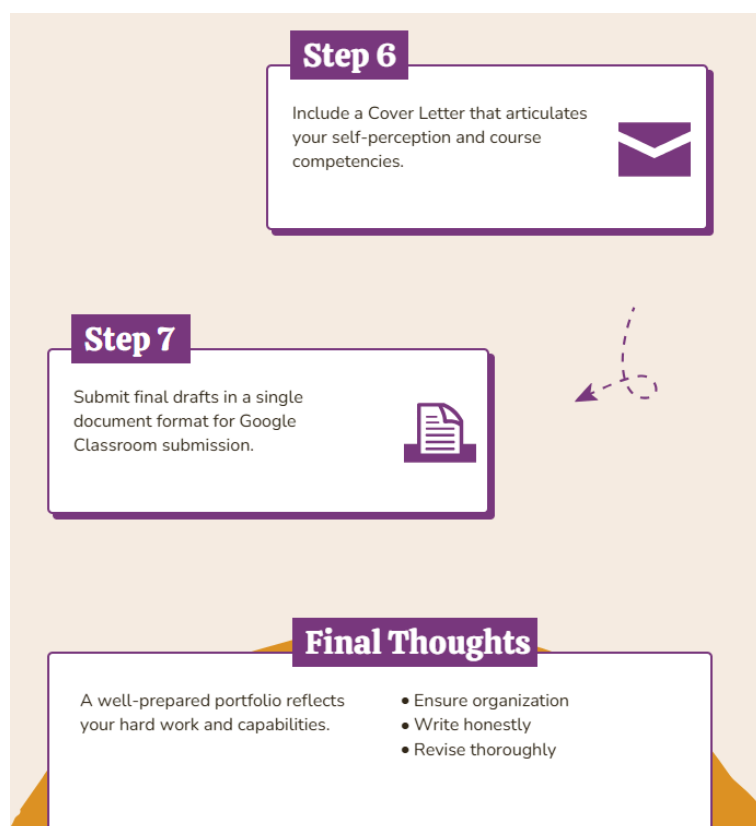 Step 6
Include a Cover Letter that articulates
your self-perception and course
competencies.
Step 7
Submit final drafts in a single
document format for Google
Classroom submission.
Final Thoughts
A well-prepared portfolio reflects
your hard work and capabilities.
• Ensure organization
• Write honestly
• Revise thoroughly